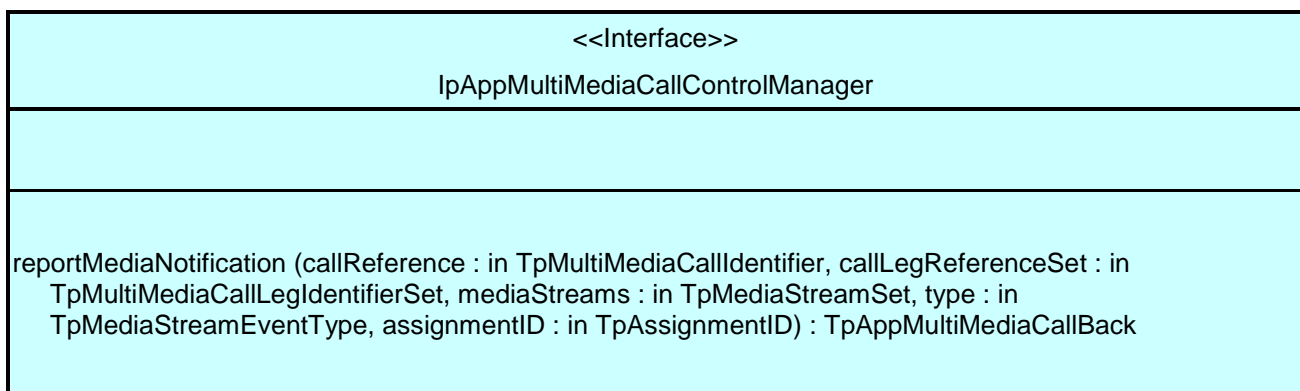 <<Interface>>
IpAppMultiMediaCallControlManager
reportMediaNotification (callReference : in TpMultiMediaCallIdentifier, callLegReferenceSet : in
TpMultiMediaCallLegIdentifierSet, mediaStreams : in TpMediaStreamSet, type : in
TpMediaStreamEventType, assignmentID : in TpAssignmentID) : TpAppMultiMediaCallBack